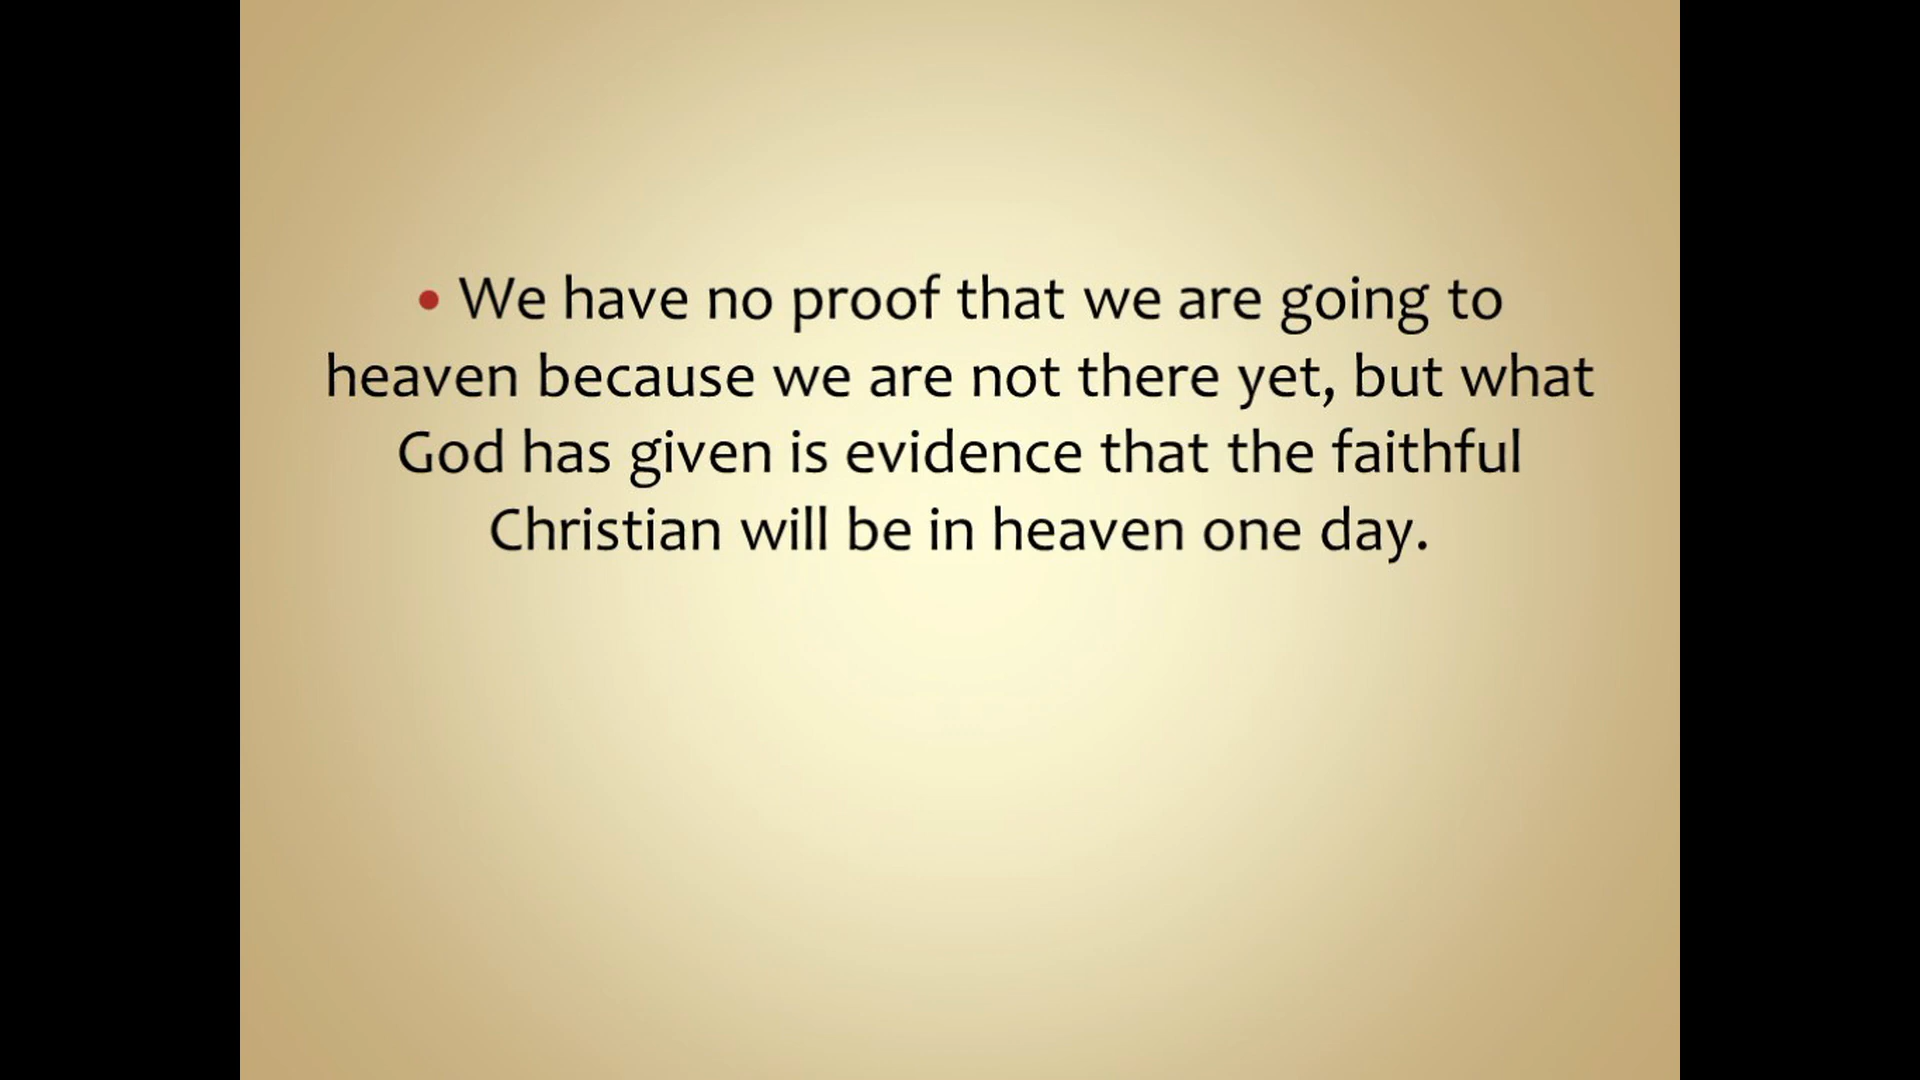 • We have no proof that we are going to
heaven because we are not there yet, but what
God has given is evidence that the faithful
Christian will be in heaven one day.